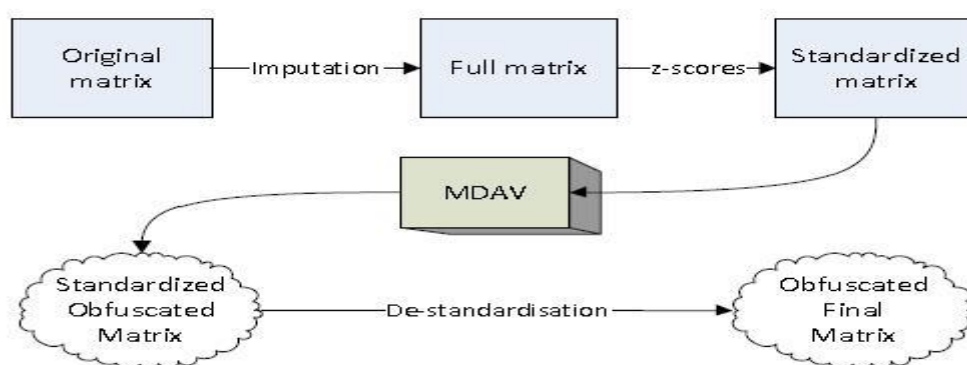 Original
matrix
Imputation
Full matrix
z-scores
Standardized
matrix
MDAV
Standardized
Obfuscated
Matrix
De-standardisation
Obfuscated
Final
Matrix